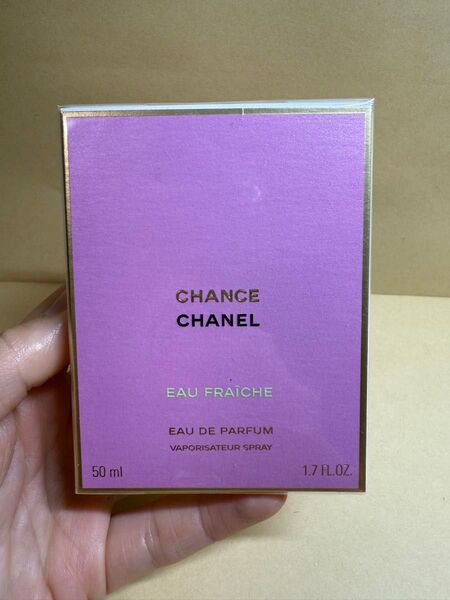 CHANCE
CHANEL
EAU FRAÎCHE
EAU DE PARFUM
VAPORISATEUR SPRAY
50 ml 1.7 FL.OZ.